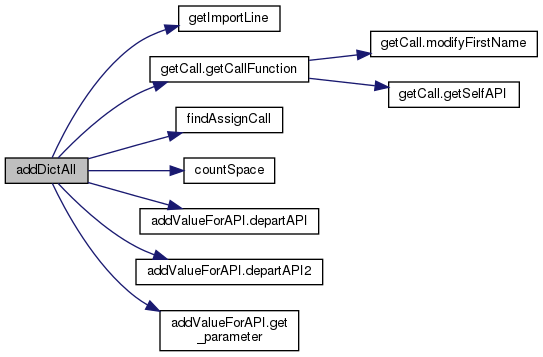 getImportLine
getCall.modifyFirstName
getCall.getCallFunction
getCall.getSelfAPI
findAssignCall
addDictAll
countSpace
addValueForAPI.departAPI
addValueForAPI.departAPI2
addValueForAPI.get
_parameter